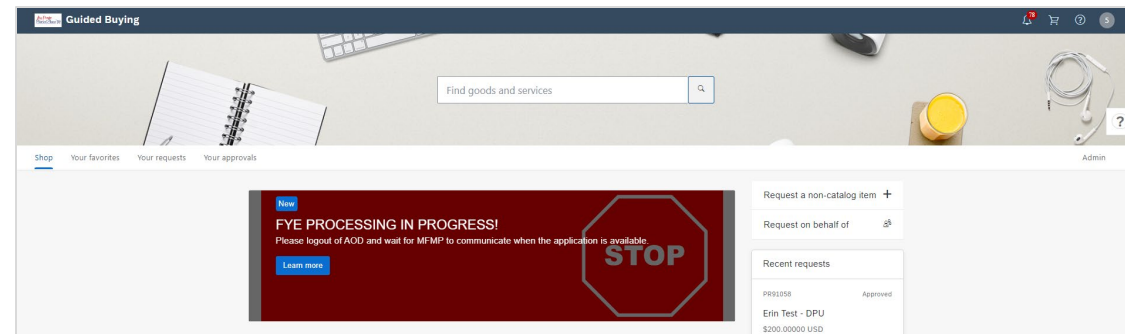 Guided Buying
78
S
Find goods and services
?
Shop Your favorites Your requests Your approvals Admin
New
FYE PROCESSING IN PROGRESS!
Please logout of AOD and wait for MFMP to communicate when the application is available.
Learn more
STOP
Request a non-catalog item +
Request on behalf of
Recent requests
PR91058 Approved
Erin Test - DPU
$200.00000 USD